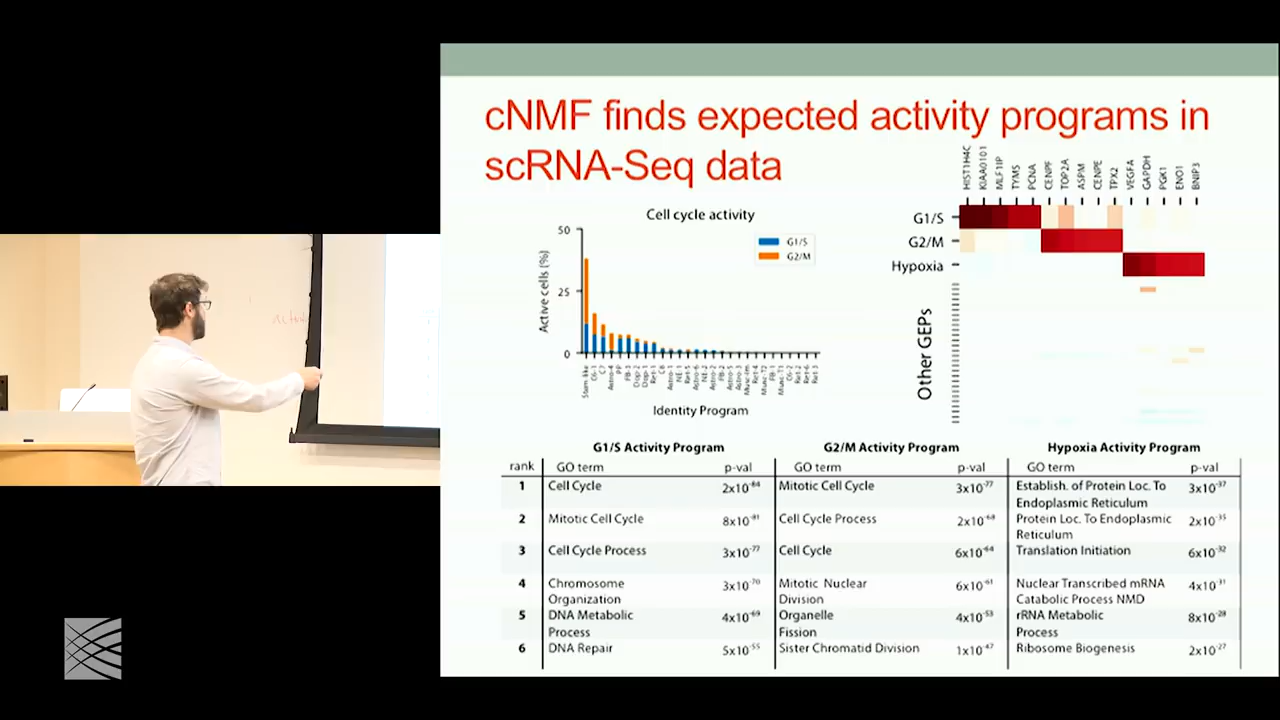 cNMF finds expected activity programs in
scRNA-Seq data
HIST1H4C
KIAA0101
MLF1IP
TYMS
PCNA
CENPF
TOP2A
ASPM
CENPE
TPX2
VEGFA
GAPDH
PGK1
ENO1
BNIP3
G1/S
G2/M
Hypoxia
Other GEPs
Cell cycle activity
Active cells (%)
50
25
0
G1/S
G2/M
Identity Program
G1/S Activity Program G2/M Activity Program Hypoxia Activity Program
rank GO term p-val GO term p-val GO term p-val
1 Cell Cycle 2x10⁻⁸⁴ Mitotic Cell Cycle 3x10⁻⁷⁷ Establish. of Protein Loc. To 3x10⁻³⁷
Endoplasmic Reticulum
2 Mitotic Cell Cycle 8x10⁻⁸¹ Cell Cycle Process 2x10⁻⁶⁸ Protein Loc. To Endoplasmic 2x10⁻³⁵
Reticulum
3 Cell Cycle Process 3x10⁻⁷⁷ Cell Cycle 6x10⁻⁶⁴ Translation Initiation 6x10⁻³²
4 Chromosome 3x10⁻⁷⁰ Mitotic Nuclear 6x10⁻⁶¹ Nuclear Transcribed mRNA 4x10⁻³¹
Organization Division Catabolic Process NMD
5 DNA Metabolic 4x10⁻⁶⁹ Organelle 4x10⁻⁵³ rRNA Metabolic 8x10⁻²⁸
Process Fission Process
6 DNA Repair 5x10⁻⁵⁵ Sister Chromatid Division 1x10⁻⁴⁷ Ribosome Biogenesis 2x10⁻²⁷